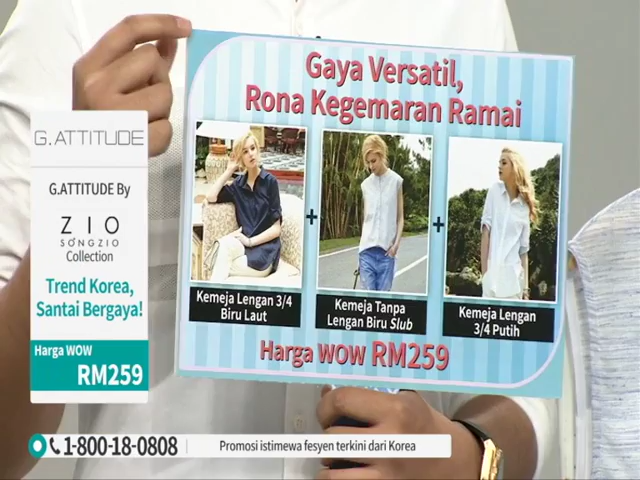 Gaya Versatil,
Rona Kegemaran Ramai
+
+
Kemeja Lengan 3/4
Biru Laut
Kemeja Tanpa
Lengan Biru Slub
Kemeja Lengan
3/4 Putih
Harga WOW RM259
G.ATTITUDE
G.ATTITUDE By
ZIO
SONGZIO
Collection
Trend Korea,
Santai Bergaya!
Harga WOW
RM259
1-800-18-0808
Promosi istimewa fesyen terkini dari Korea